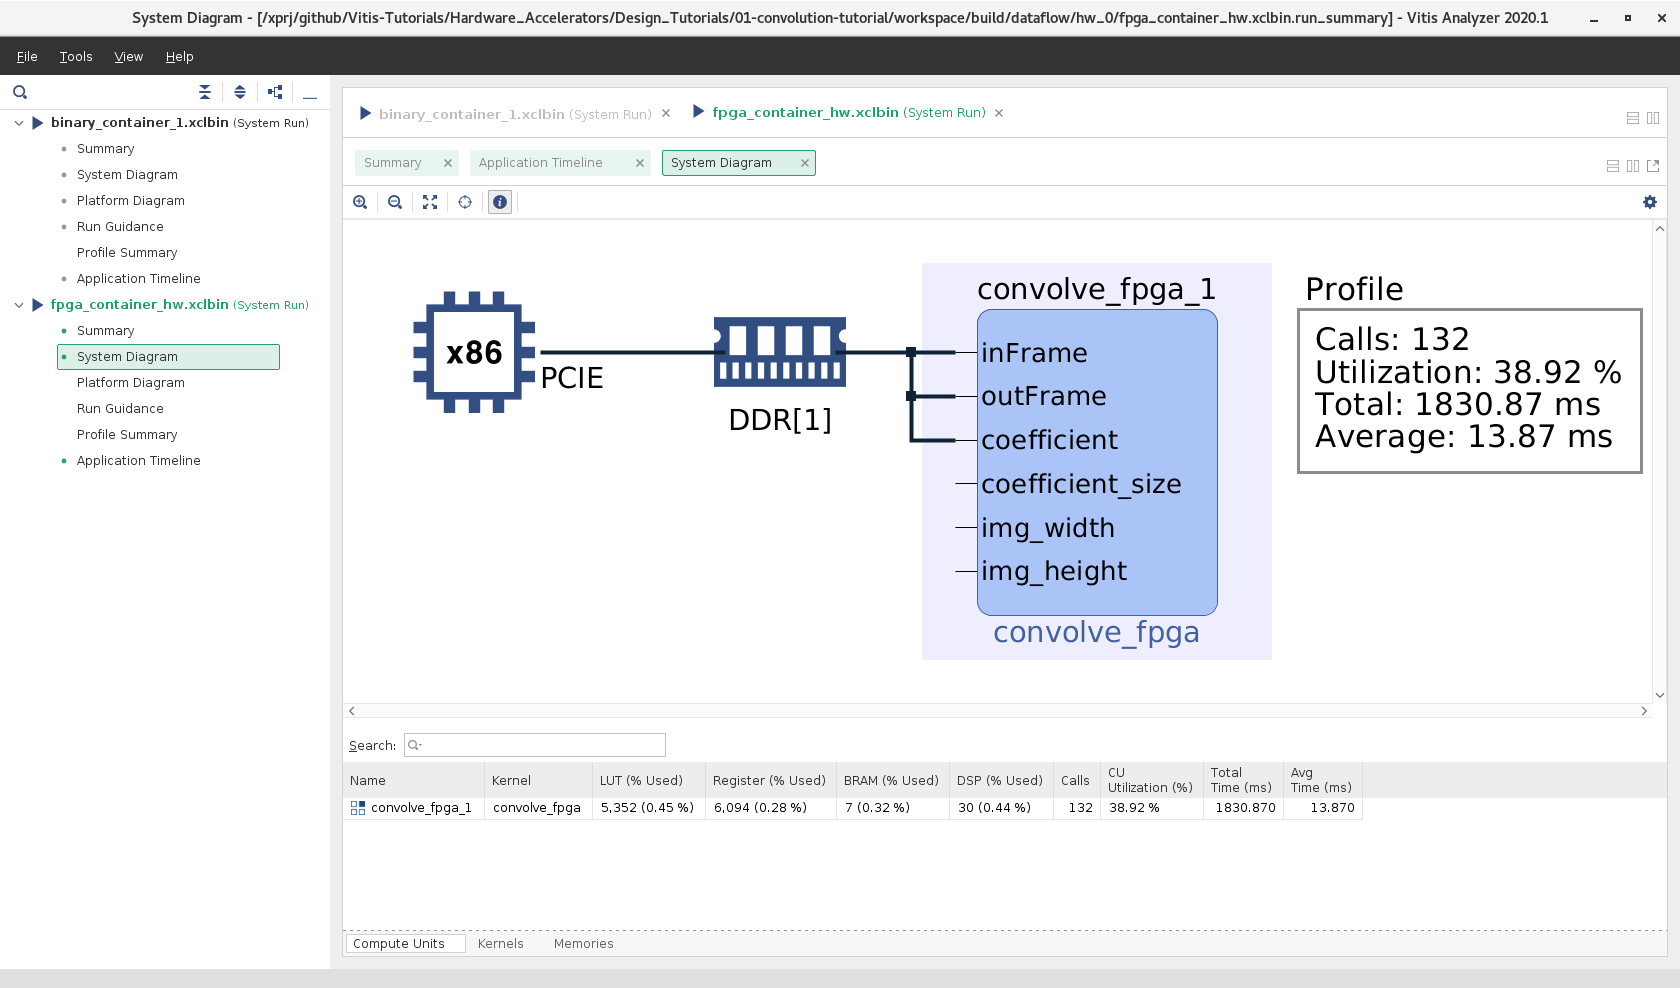 System Diagram - [/xprj/github/Vitis-Tutorials/Hardware_Accelerators/Design_Tutorials/01-convolution-tutorial/workspace/build/dataflow/hw_0/fpga_container_hw.xclbin.run_summary] - Vitis Analyzer 2020.1
File Tools View Help
binary_container_1.xclbin (System Run)
Summary
System Diagram
Platform Diagram
Run Guidance
Profile Summary
Application Timeline
fpga_container_hw.xclbin (System Run)
Summary
System Diagram
Platform Diagram
Run Guidance
Profile Summary
Application Timeline
binary_container_1.xclbin (System Run) fpga_container_hw.xclbin (System Run)
Summary Application Timeline System Diagram
x86
PCIE
DDR[1]
convolve_fpga_1
inFrame
outFrame
coefficient
coefficient_size
img_width
img_height
convolve_fpga
Profile
Calls: 132
Utilization: 38.92 %
Total: 1830.87 ms
Average: 13.87 ms
Search:
Name Kernel LUT (% Used) Register (% Used) BRAM (% Used) DSP (% Used) Calls CU Utilization (%) Total Time (ms) Avg Time (ms)
convolve_fpga_1 convolve_fpga 5,352 (0.45 %) 6,094 (0.28 %) 7 (0.32 %) 30 (0.44 %) 132 38.92 % 1830.870 13.870
Compute Units Kernels Memories